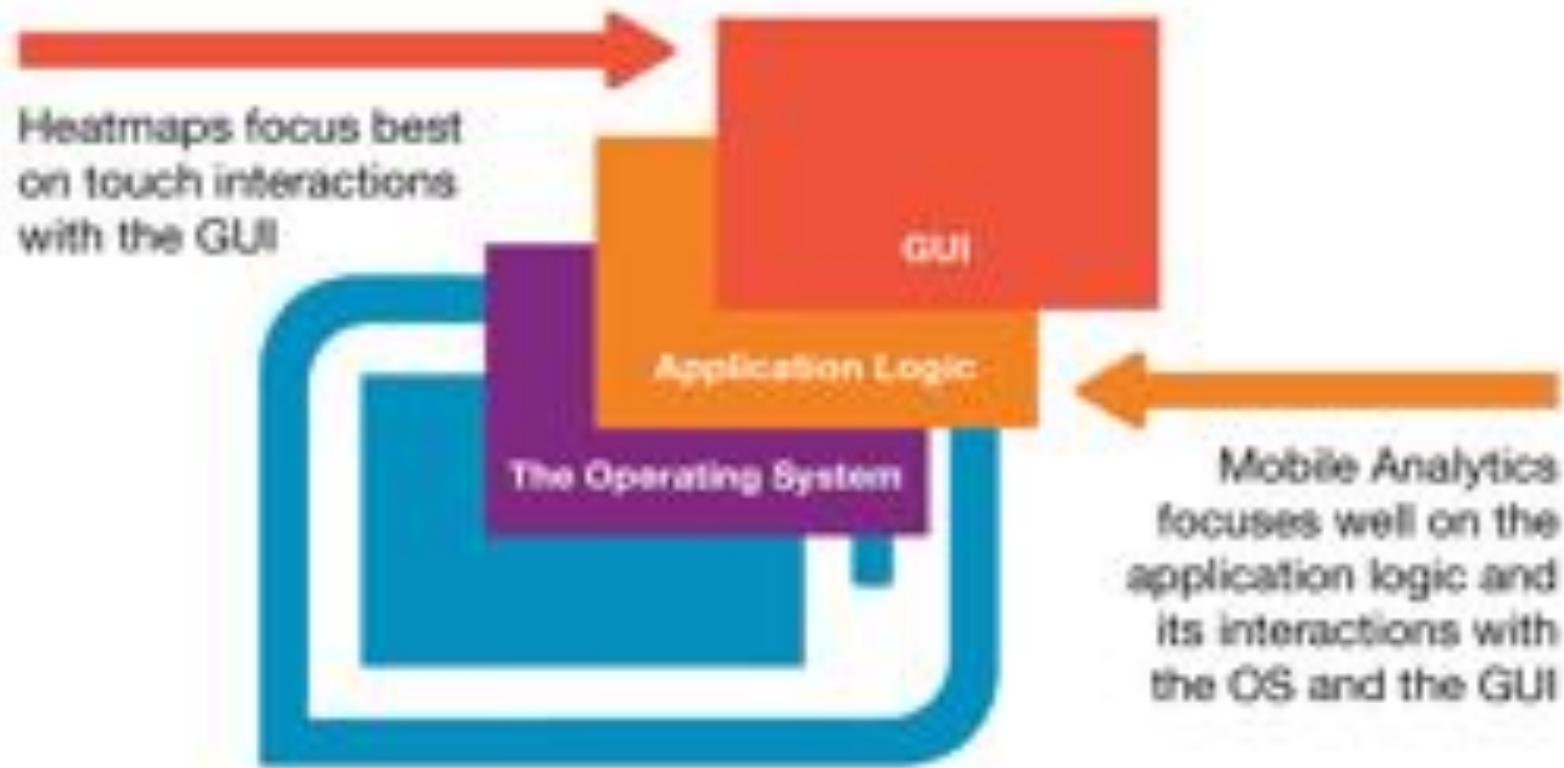 Heatmaps focus best
on touch interactions
with the GUI
GUI
Application Logic
The Operating System
Mobile Analytics
focuses well on the
application logic and
its interactions with
the OS and the GUI